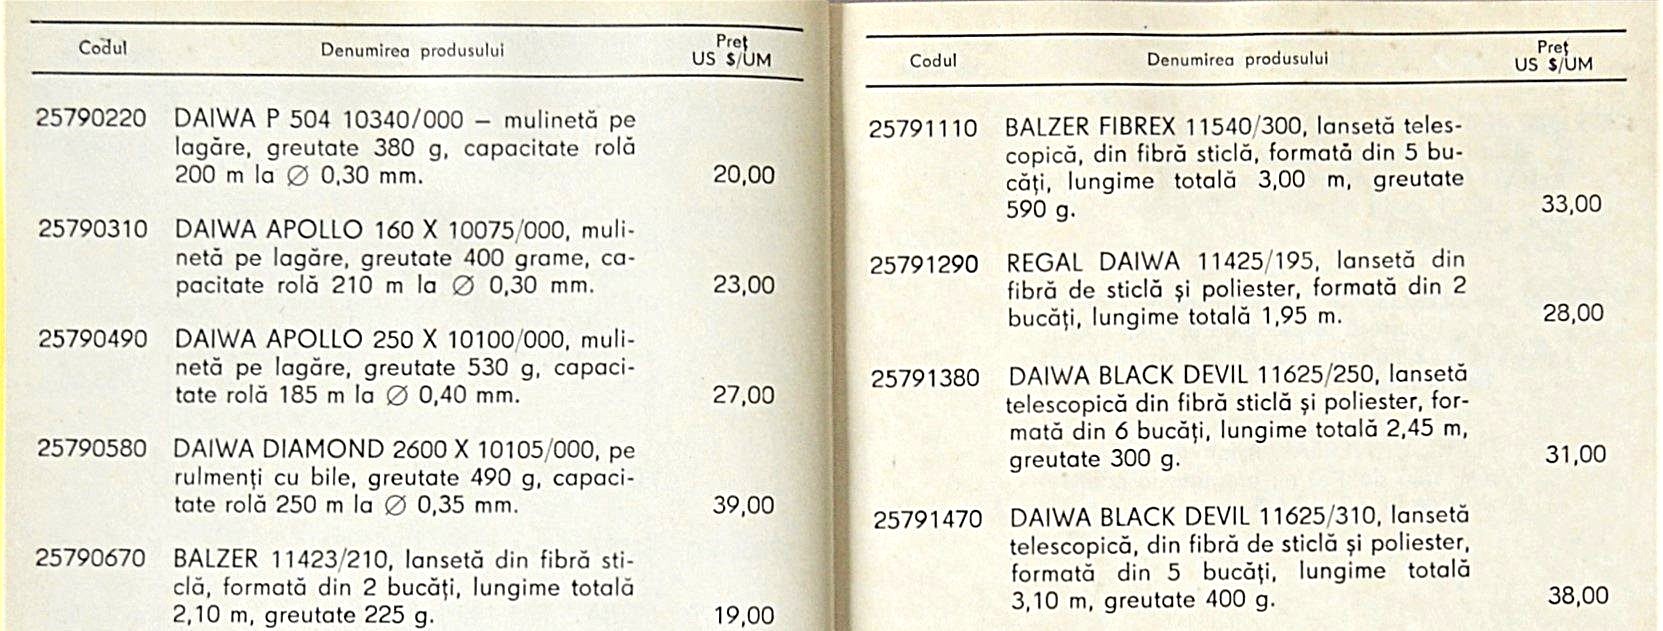 Codul Denumirea produsului Preț
US $/UM
25790220 DAIWA P 504 10340/000 – mulinetă pe
lagăre, greutate 380 g, capacitate rolă
200 m la ∅ 0,30 mm. 20,00
25790310 DAIWA APOLLO 160 X 10075/000, muli-
netă pe lagăre, greutate 400 grame, ca-
pacitate rolă 210 m la ∅ 0,30 mm. 23,00
25790490 DAIWA APOLLO 250 X 10100/000, muli-
netă pe lagăre, greutate 530 g, capaci-
tate rolă 185 m la ∅ 0,40 mm. 27,00
25790580 DAIWA DIAMOND 2600 X 10105/000, pe
rulmenți cu bile, greutate 490 g, capaci-
tate rolă 250 m la ∅ 0,35 mm. 39,00
25790670 BALZER 11423/210, lansetă din fibră sti-
clă, formată din 2 bucăți, lungime totală
2,10 m, greutate 225 g. 19,00
Codul Denumirea produsului Preț
US $/UM
25791110 BALZER FIBREX 11540/300, lansetă teles-
copică, din fibră sticlă, formată din 5 bu-
căți, lungime totală 3,00 m, greutate
590 g. 33,00
25791290 REGAL DAIWA 11425/195, lansetă din
fibră de sticlă și poliester, formată din 2
bucăți, lungime totală 1,95 m. 28,00
25791380 DAIWA BLACK DEVIL 11625/250, lansetă
telescopică din fibră sticlă și poliester, for-
mată din 6 bucăți, lungime totală 2,45 m,
greutate 300 g. 31,00
25791470 DAIWA BLACK DEVIL 11625/310, lansetă
telescopică, din fibră de sticlă și poliester,
formată din 5 bucăți, lungime totală
3,10 m, greutate 400 g. 38,00